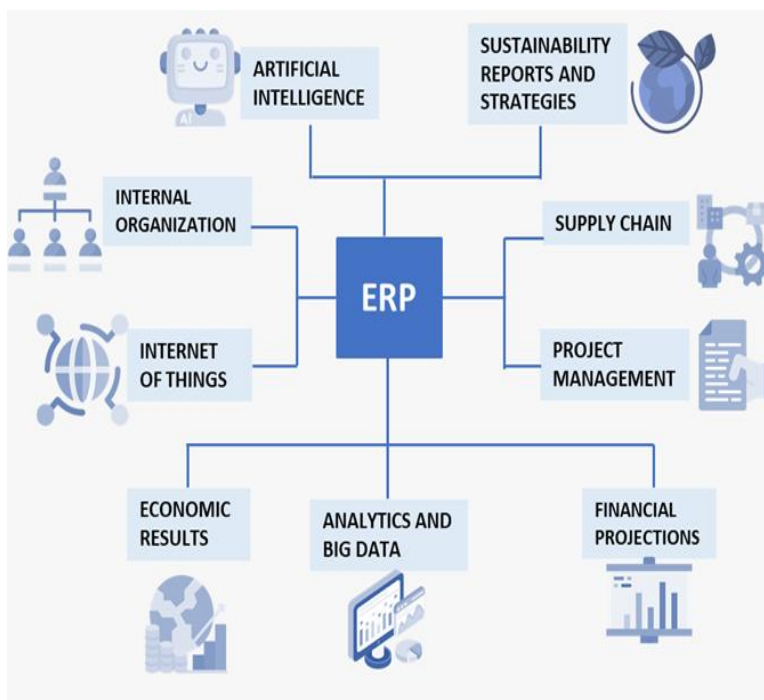 ARTIFICIAL
INTELLIGENCE
AI
SUSTAINABILITY
REPORTS AND
STRATEGIES
INTERNAL
ORGANIZATION
SUPPLY CHAIN
ERP
INTERNET
OF THINGS
PROJECT
MANAGEMENT
ECONOMIC
RESULTS
ANALYTICS AND
BIG DATA
FINANCIAL
PROJECTIONS